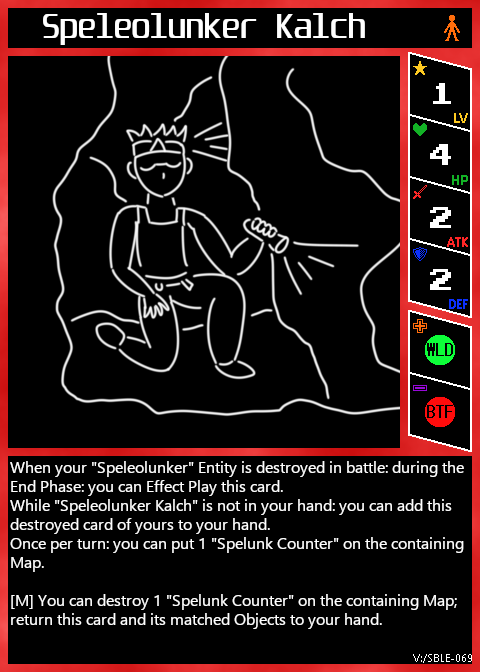 Speleolunker Kalch
1
LV
4
HP
2
ATK
2
DEF
WLD
BTF
When your "Speleolunker" Entity is destroyed in battle: during the
End Phase: you can Effect Play this card.
While "Speleolunker Kalch" is not in your hand: you can add this
destroyed card of yours to your hand.
Once per turn: you can put 1 "Spelunk Counter" on the containing
Map.
[M] You can destroy 1 "Spelunk Counter" on the containing Map;
return this card and its matched Objects to your hand.
V:/SBLE-069